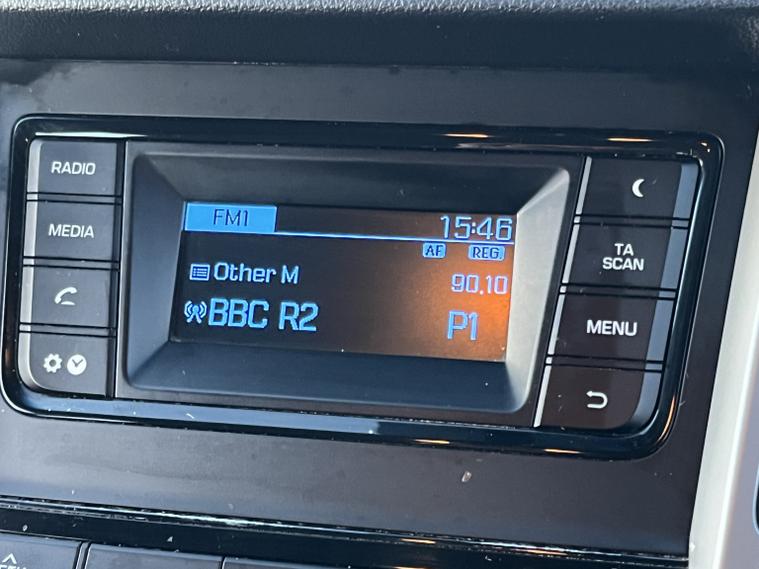 RADIO
MEDIA
FM1
15:46
AF REG.
Other M
90.10
BBC R2
P1
TA
SCAN
MENU